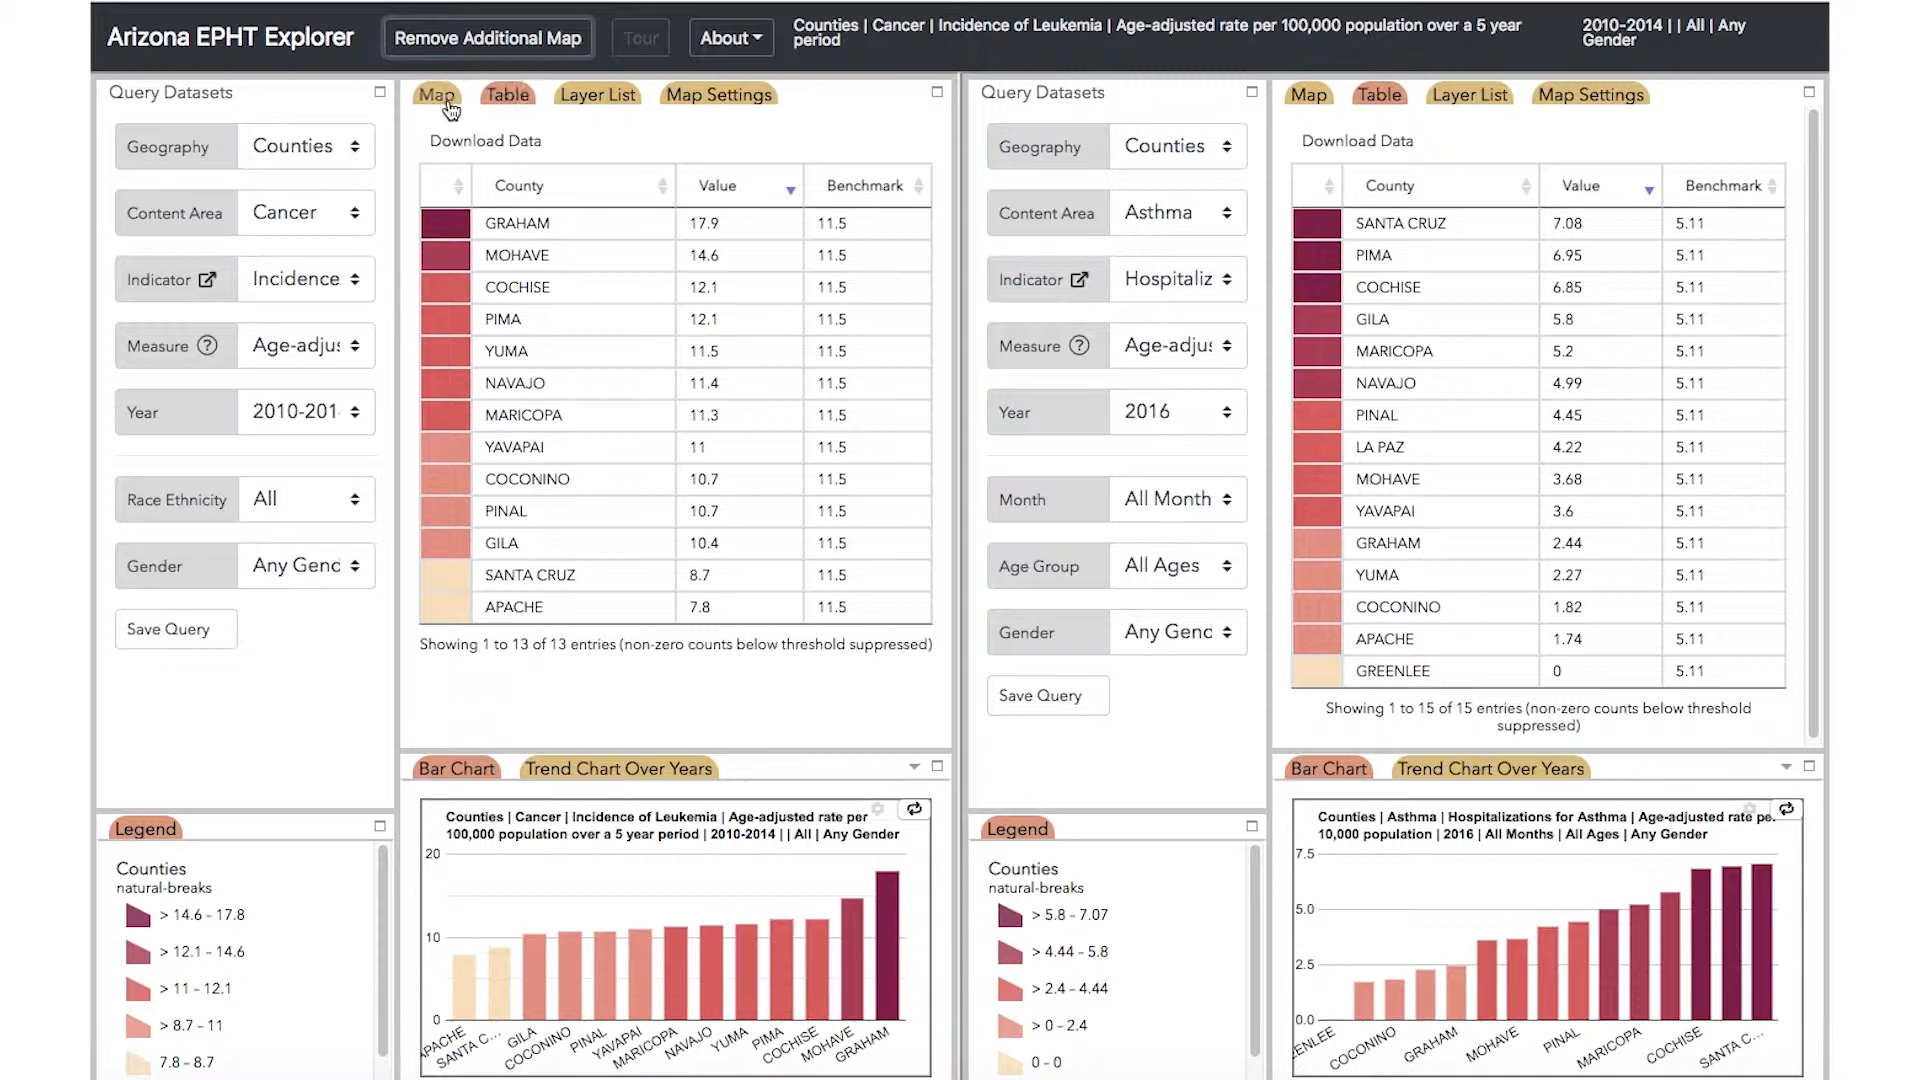 Arizona EPHT Explorer
Remove Additional Map
Tour
About
Counties | Cancer | Incidence of Leukemia | Age-adjusted rate per 100,000 population over a 5 year
period
2010-2014 | | All | Any
Gender
Query Datasets
Geography
Counties
Content Area
Cancer
Indicator
Incidence
Measure
Age-adjus
Year
2010-201
Race Ethnicity
All
Gender
Any Gend
Save Query
Legend
Counties
natural-breaks
> 14.6 - 17.8
> 12.1 - 14.6
> 11 - 12.1
> 8.7 - 11
7.8 - 8.7
Map
Table
Layer List
Map Settings
Download Data
County Value Benchmark
GRAHAM 17.9 11.5
MOHAVE 14.6 11.5
COCHISE 12.1 11.5
PIMA 12.1 11.5
YUMA 11.5 11.5
NAVAJO 11.4 11.5
MARICOPA 11.3 11.5
YAVAPAI 11 11.5
COCONINO 10.7 11.5
PINAL 10.7 11.5
GILA 10.4 11.5
SANTA CRUZ 8.7 11.5
APACHE 7.8 11.5
Showing 1 to 13 of 13 entries (non-zero counts below threshold suppressed)
Bar Chart
Trend Chart Over Years
Counties | Cancer | Incidence of Leukemia | Age-adjusted rate per
100,000 population over a 5 year period | 2010-2014 | | All | Any Gender
20
10
0
PACHE
SANTA C...
GILA
COCONINO
PINAL
YAVAPAI
MARICOPA
NAVAJO
YUMA
PIMA
COCHISE
MOHAVE
GRAHAM
Query Datasets
Geography
Counties
Content Area
Asthma
Indicator
Hospitaliz
Measure
Age-adjus
Year
2016
Month
All Month
Age Group
All Ages
Gender
Any Gend
Save Query
Legend
Counties
natural-breaks
> 5.8 - 7.07
> 4.44 - 5.8
> 2.4 - 4.44
> 0 - 2.4
0 - 0
Map
Table
Layer List
Map Settings
Download Data
County Value Benchmark
SANTA CRUZ 7.08 5.11
PIMA 6.95 5.11
COCHISE 6.85 5.11
GILA 5.8 5.11
MARICOPA 5.2 5.11
NAVAJO 4.99 5.11
PINAL 4.45 5.11
LA PAZ 4.22 5.11
MOHAVE 3.68 5.11
YAVAPAI 3.6 5.11
GRAHAM 2.44 5.11
YUMA 2.27 5.11
COCONINO 1.82 5.11
APACHE 1.74 5.11
GREENLEE 0 5.11
Showing 1 to 15 of 15 entries (non-zero counts below threshold
suppressed)
Bar Chart
Trend Chart Over Years
Counties | Asthma | Hospitalizations for Asthma | Age-adjusted rate per
10,000 population | 2016 | All Months | All Ages | Any Gender
7.5
5.0
2.5
0.0
ENLEE
COCONINO
GRAHAM
MOHAVE
PINAL
MARICOPA
COCHISE
SANTA C...